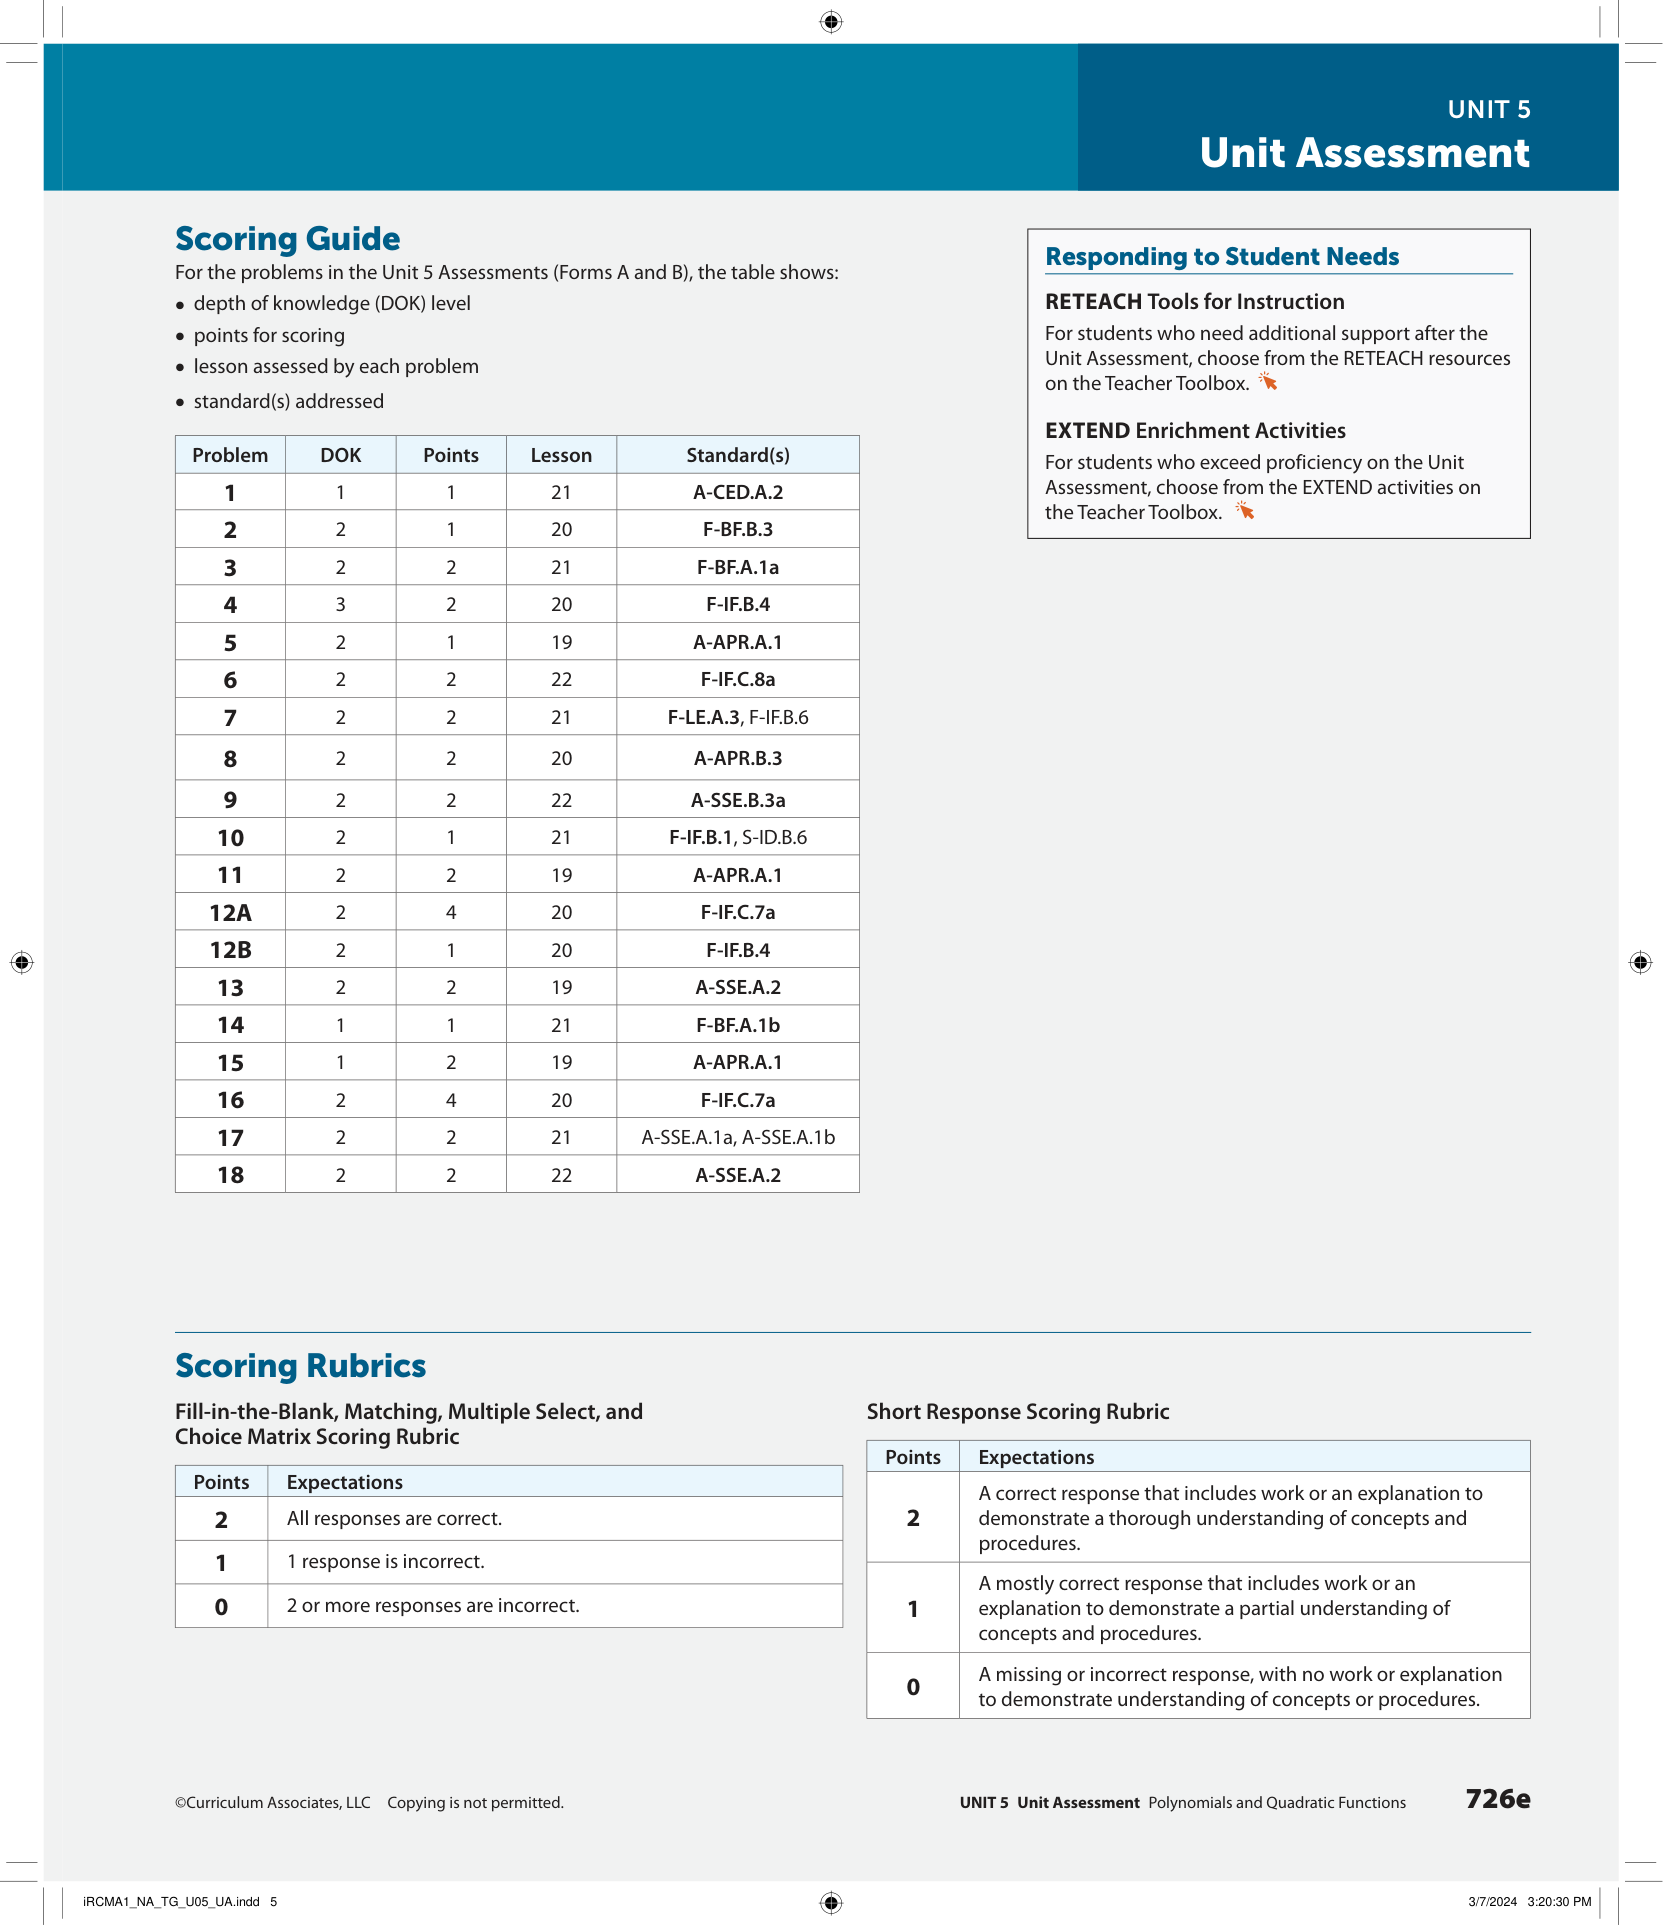 UNIT 5
Unit Assessment
Scoring Guide
For the problems in the Unit 5 Assessments (Forms A and B), the table shows:
• depth of knowledge (DOK) level
• points for scoring
• lesson assessed by each problem
• standard(s) addressed
Problem DOK Points Lesson Standard(s)
1 1 1 21 A-CED.A.2
2 2 1 20 F-BF.B.3
3 2 2 21 F-BF.A.1a
4 3 2 20 F-IF.B.4
5 2 1 19 A-APR.A.1
6 2 2 22 F-IF.C.8a
7 2 2 21 F-LE.A.3, F-IF.B.6
8 2 2 20 A-APR.B.3
9 2 2 22 A-SSE.B.3a
10 2 1 21 F-IF.B.1, S-ID.B.6
11 2 2 19 A-APR.A.1
12A 2 4 20 F-IF.C.7a
12B 2 1 20 F-IF.B.4
13 2 2 19 A-SSE.A.2
14 1 1 21 F-BF.A.1b
15 1 2 19 A-APR.A.1
16 2 4 20 F-IF.C.7a
17 2 2 21 A-SSE.A.1a, A-SSE.A.1b
18 2 2 22 A-SSE.A.2
Responding to Student Needs
RETEACH Tools for Instruction
For students who need additional support after the
Unit Assessment, choose from the RETEACH resources
on the Teacher Toolbox.
EXTEND Enrichment Activities
For students who exceed proficiency on the Unit
Assessment, choose from the EXTEND activities on
the Teacher Toolbox.
Scoring Rubrics
Fill-in-the-Blank, Matching, Multiple Select, and
Choice Matrix Scoring Rubric
Points Expectations
2 All responses are correct.
1 1 response is incorrect.
0 2 or more responses are incorrect.
Short Response Scoring Rubric
Points Expectations
2 A correct response that includes work or an explanation to
demonstrate a thorough understanding of concepts and
procedures.
1 A mostly correct response that includes work or an
explanation to demonstrate a partial understanding of
concepts and procedures.
0 A missing or incorrect response, with no work or explanation
to demonstrate understanding of concepts or procedures.
©Curriculum Associates, LLC Copying is not permitted.
UNIT 5 Unit Assessment Polynomials and Quadratic Functions 726e
iRCMA1_NA_TG_U05_UA.indd 5
3/7/2024 3:20:30 PM